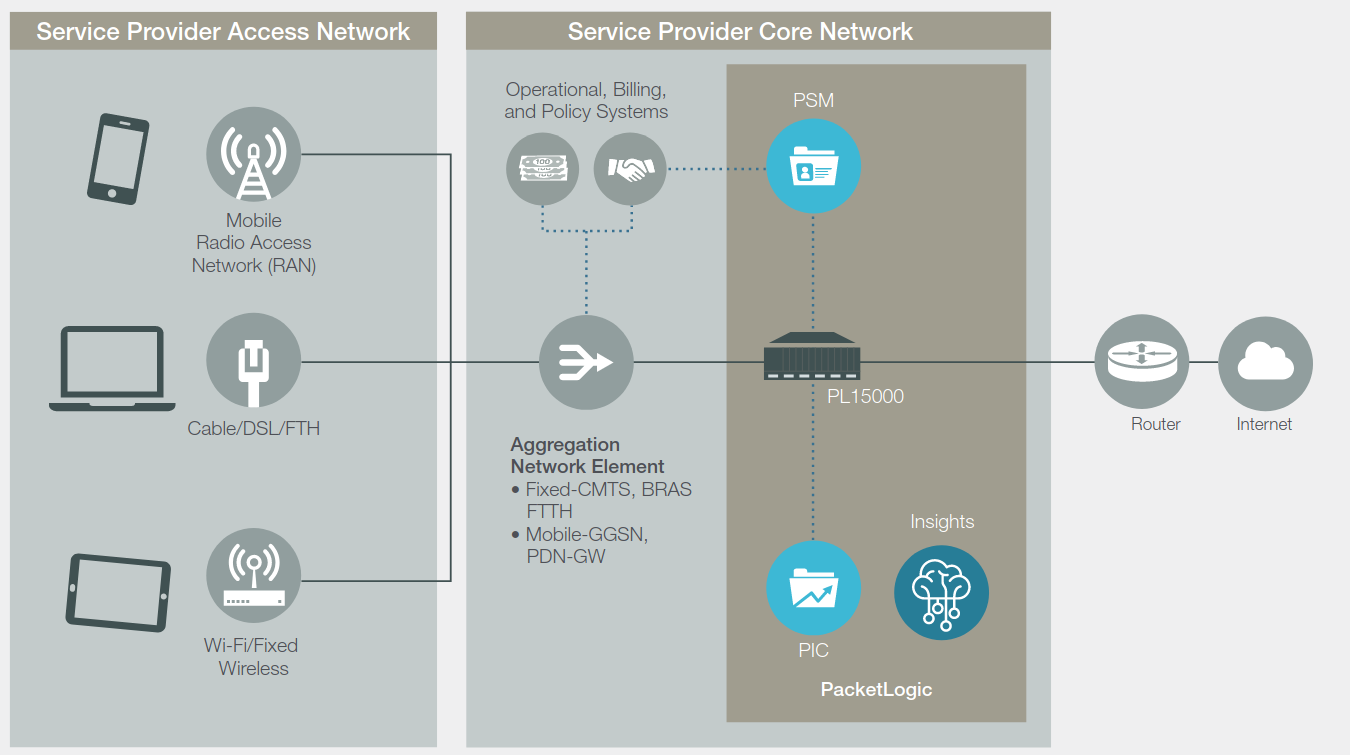 Service Provider Access Network
Mobile
Radio Access
Network (RAN)
Cable/DSL/FTH
Wi-Fi/Fixed
Wireless
Service Provider Core Network
Operational, Billing,
and Policy Systems
100
100
100
Aggregation
Network Element
• Fixed-CMTS, BRAS
FTTH
• Mobile-GGSN,
PDN-GW
PSM
PL15000
Insights
PIC
PacketLogic
Router
Internet